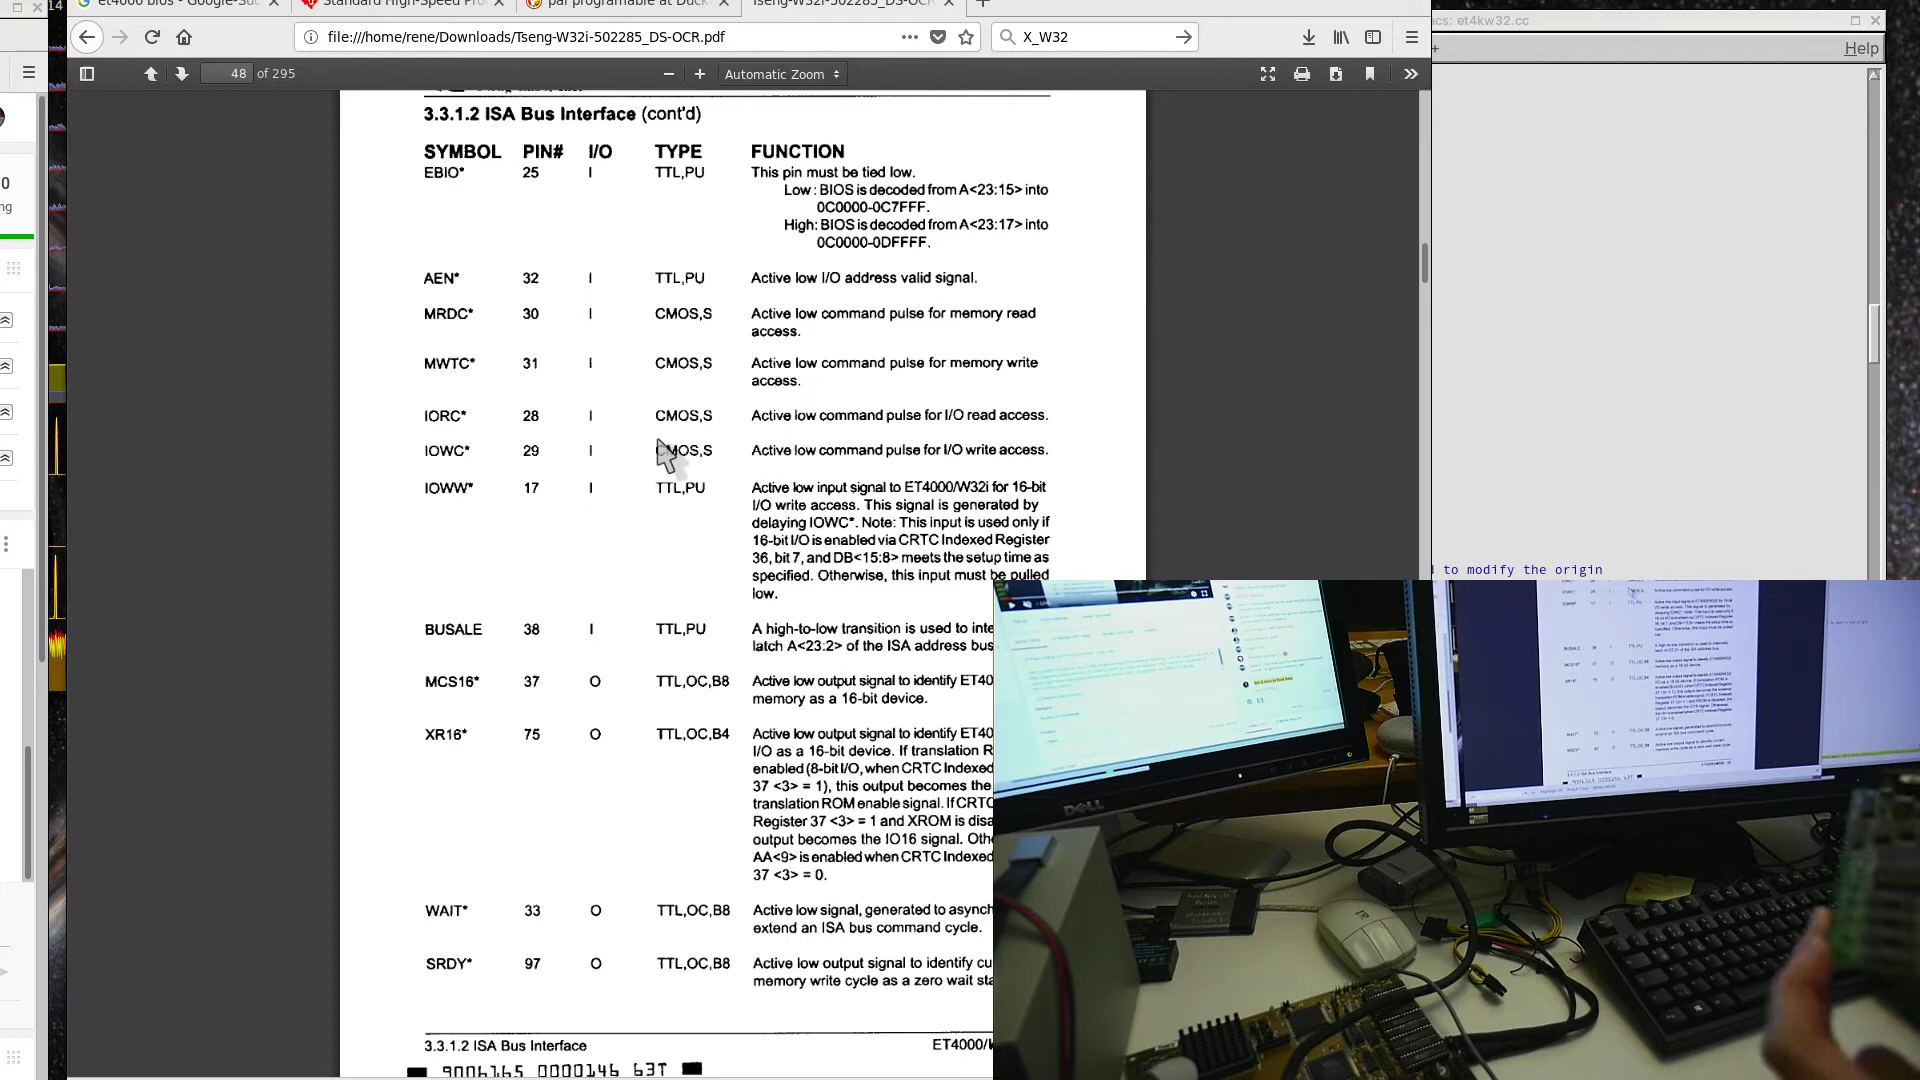 et4000 bios - Google-Suc
Standard High-Speed Pro
pal programable at Duck
Tseng-W32i-502285_DS-OCR
acs: et4kw32.cc
file:///home/rene/Downloads/Tseng-W32i-502285_DS-OCR.pdf
X_W32
Help
48 of 295
Automatic Zoom
3.3.1.2 ISA Bus Interface (cont'd)
SYMBOL PIN# I/O TYPE FUNCTION
EBIO* 25 I TTL,PU This pin must be tied low.
Low : BIOS is decoded from A<23:15> into
0C0000-0C7FFF.
High: BIOS is decoded from A<23:17> into
0C0000-0DFFFF.
AEN* 32 I TTL,PU Active low I/O address valid signal.
MRDC* 30 I CMOS,S Active low command pulse for memory read
access.
MWTC* 31 I CMOS,S Active low command pulse for memory write
access.
IORC* 28 I CMOS,S Active low command pulse for I/O read access.
IOWC* 29 I CMOS,S Active low command pulse for I/O write access.
IOWW* 17 I TTL,PU Active low input signal to ET4000/W32i for 16-bit
I/O write access. This signal is generated by
delaying IOWC*. Note: This input is used only if
16-bit I/O is enabled via CRTC Indexed Register
36, bit 7, and DB<15:8> meets the setup time as
specified. Otherwise, this input must be pulled
low.
d to modify the origin
BUSALE 38 I TTL,PU A high-to-low transition is used to inte
latch A<23:2> of the ISA address bus
MCS16* 37 O TTL,OC,B8 Active low output signal to identify ET40
memory as a 16-bit device.
XR16* 75 O TTL,OC,B4 Active low output signal to identify ET40
I/O as a 16-bit device. If translation R
enabled (8-bit I/O, when CRTC Indexed
37 <3> = 1), this output becomes the
translation ROM enable signal. If CRTC
Register 37 <3> = 1 and XROM is disa
output becomes the IO16 signal. Othe
AA<9> is enabled when CRTC Indexed
37 <3> = 0.
WAIT* 33 O TTL,OC,B8 Active low signal, generated to asynch
extend an ISA bus command cycle.
SRDY* 97 O TTL,OC,B8 Active low output signal to identify cu
memory write cycle as a zero wait sta
3.3.1.2 ISA Bus Interface ET4000/W
9006165 0000146 63T
DELL